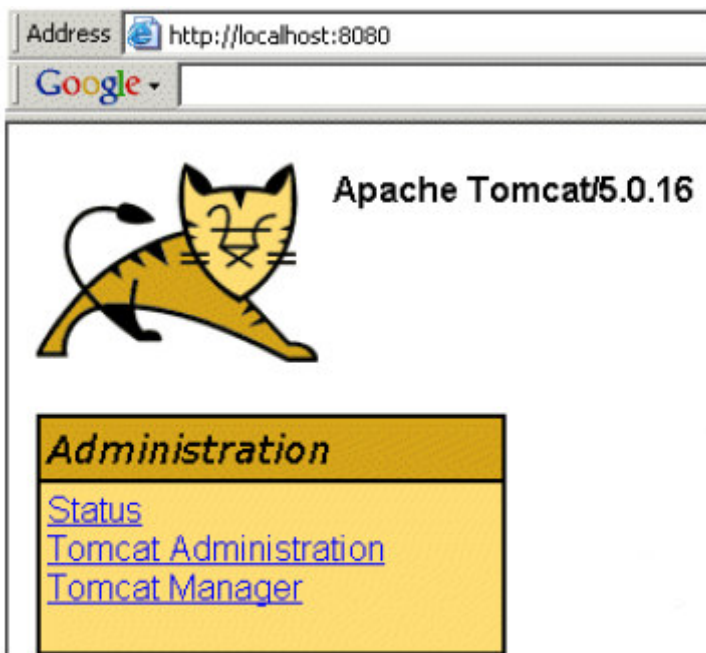 Address http://localhost:8080
Google
Apache Tomcat/5.0.16
Administration
Status
Tomcat Administration
Tomcat Manager